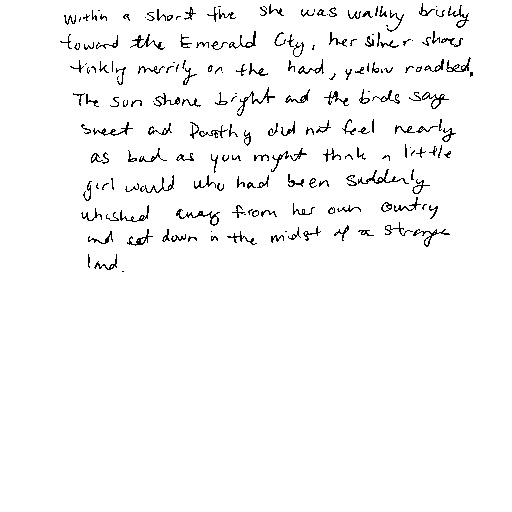 Within a short time she was walking briskly
toward the Emerald City, her silver shoes
tinkling merrily on the hard, yellow roadbed.
The sun shone bright and the birds sang
sweet and Dorothy did not feel nearly
as bad as you might think a little
girl would who had been suddenly
whisked away from her own country
and set down in the midst of a strange
land.